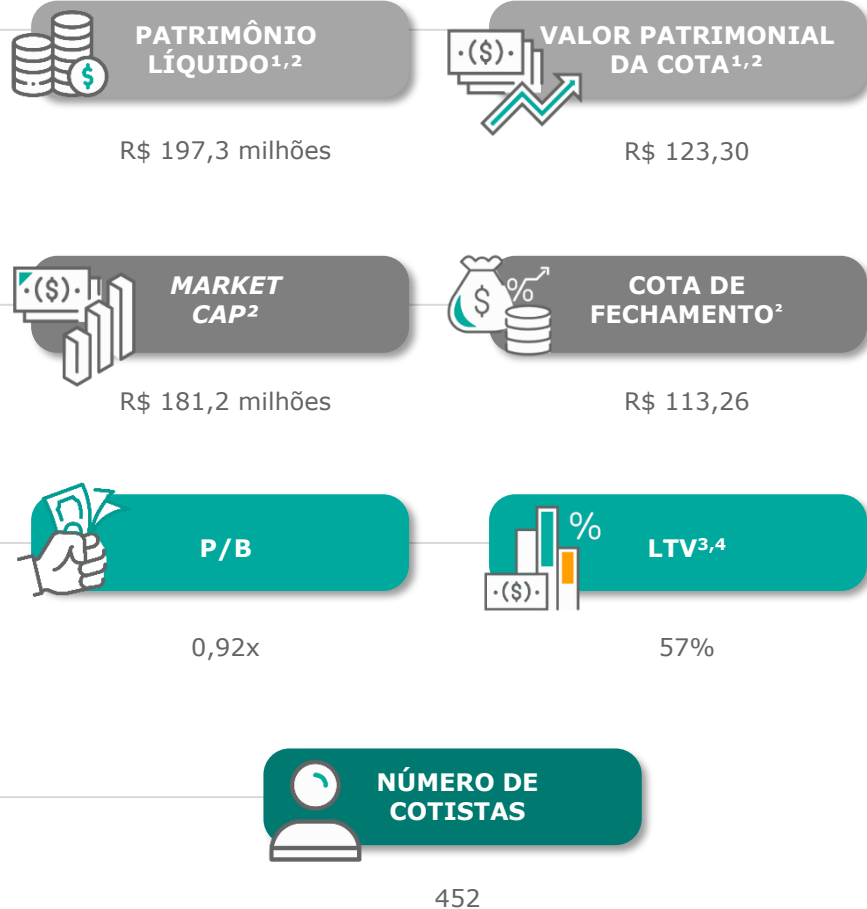 PATRIMÔNIO
LÍQUIDO¹,²
R$ 197,3 milhões
·($)·
VALOR PATRIMONIAL
DA COTA¹,²
R$ 123,30
·($)·
MARKET
CAP²
R$ 181,2 milhões
$
%
COTA DE
FECHAMENTO²
R$ 113,26
P/B
0,92x
%
·($)·
LTV³,⁴
57%
NÚMERO DE
COTISTAS
452